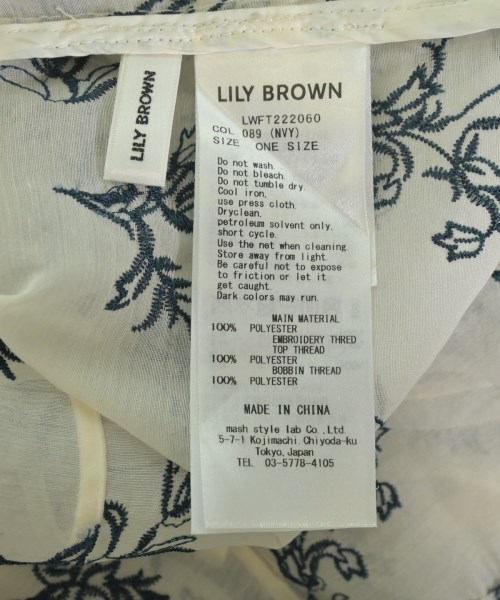 LILY BROWN
LILY BROWN
LWFT222060
COL 089 (NVY)
SIZE ONE SIZE
Do not wash.
Do not bleach.
Do not tumble dry.
Cool iron.
use press cloth.
Dryclean.
petroleum solvent only.
short cycle.
Use the net when cleaning.
Store away from light.
Be careful not to expose
to friction or let it
get caught.
Dark colors may run.
MAIN MATERIAL
100% POLYESTER
EMBROIDERY THRED
TOP THREAD
100% POLYESTER
BOBBIN THREAD
100% POLYESTER
MADE IN CHINA
mash style lab Co.,Ltd.
5-7-1 Kojimachi.Chiyoda-ku
Tokyo,Japan
TEL 03-5778-4105